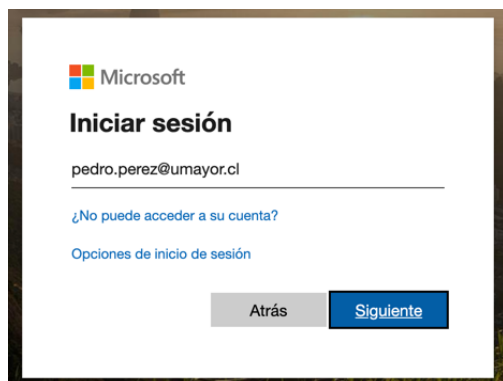 Microsoft
Iniciar sesión
pedro.perez@umayor.cl
¿No puede acceder a su cuenta?
Opciones de inicio de sesión
Atrás Siguiente